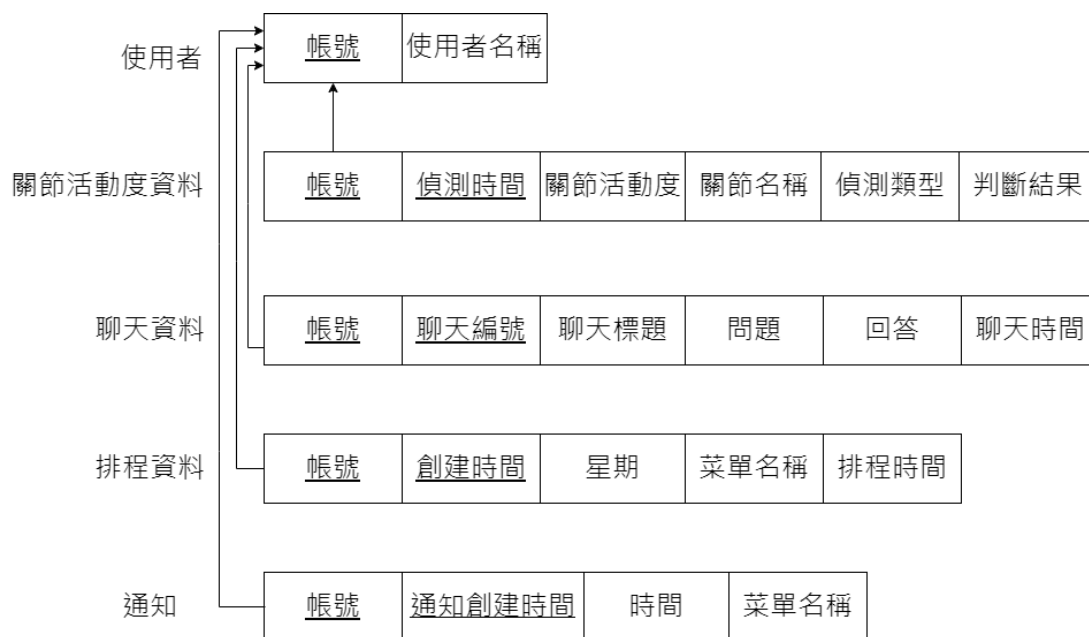 使用者 帳號 使用者名稱
關節活動度資料 帳號 偵測時間 關節活動度 關節名稱 偵測類型 判斷結果
聊天資料 帳號 聊天編號 聊天標題 問題 回答 聊天時間
排程資料 帳號 創建時間 星期 菜單名稱 排程時間
通知 帳號 通知創建時間 時間 菜單名稱